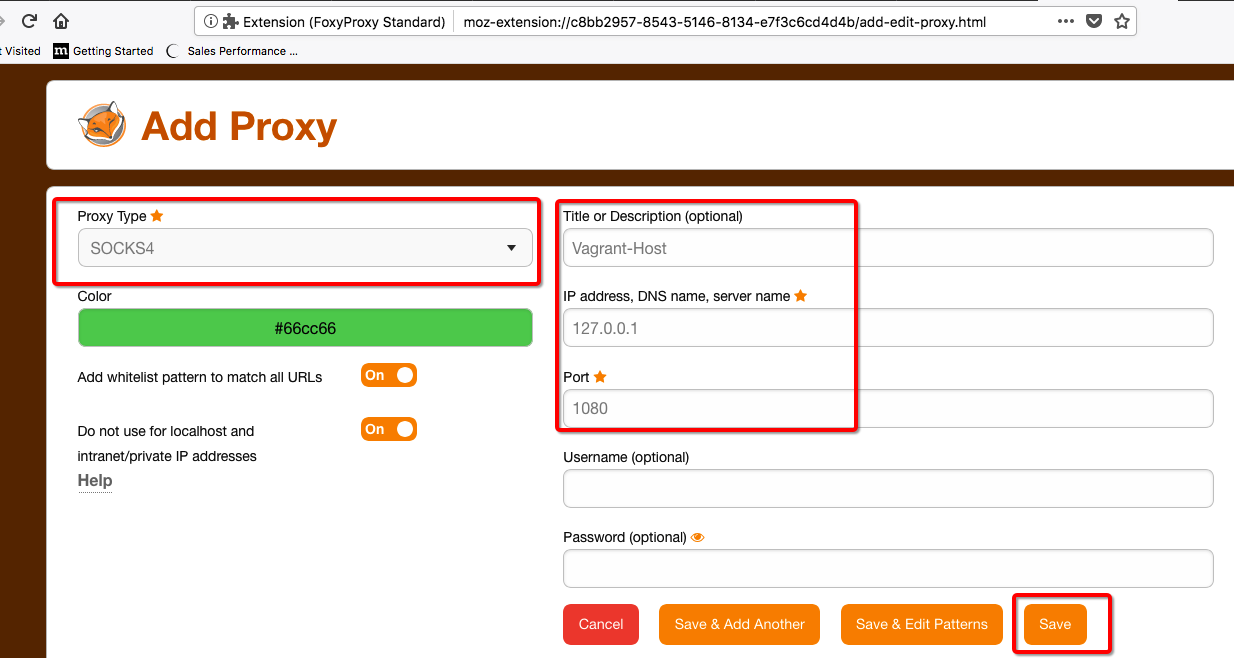 Extension (FoxyProxy Standard)
moz-extension://c8bb2957-8543-5146-8134-e7f3c6cd4d4b/add-edit-proxy.html
t Visited
m Getting Started
Sales Performance ...
Add Proxy
Proxy Type
SOCKS4
Color
#66cc66
Add whitelist pattern to match all URLs
On
Do not use for localhost and
intranet/private IP addresses
On
Help
Title or Description (optional)
Vagrant-Host
IP address, DNS name, server name
127.0.0.1
Port
1080
Username (optional)
Password (optional)
Cancel
Save & Add Another
Save & Edit Patterns
Save